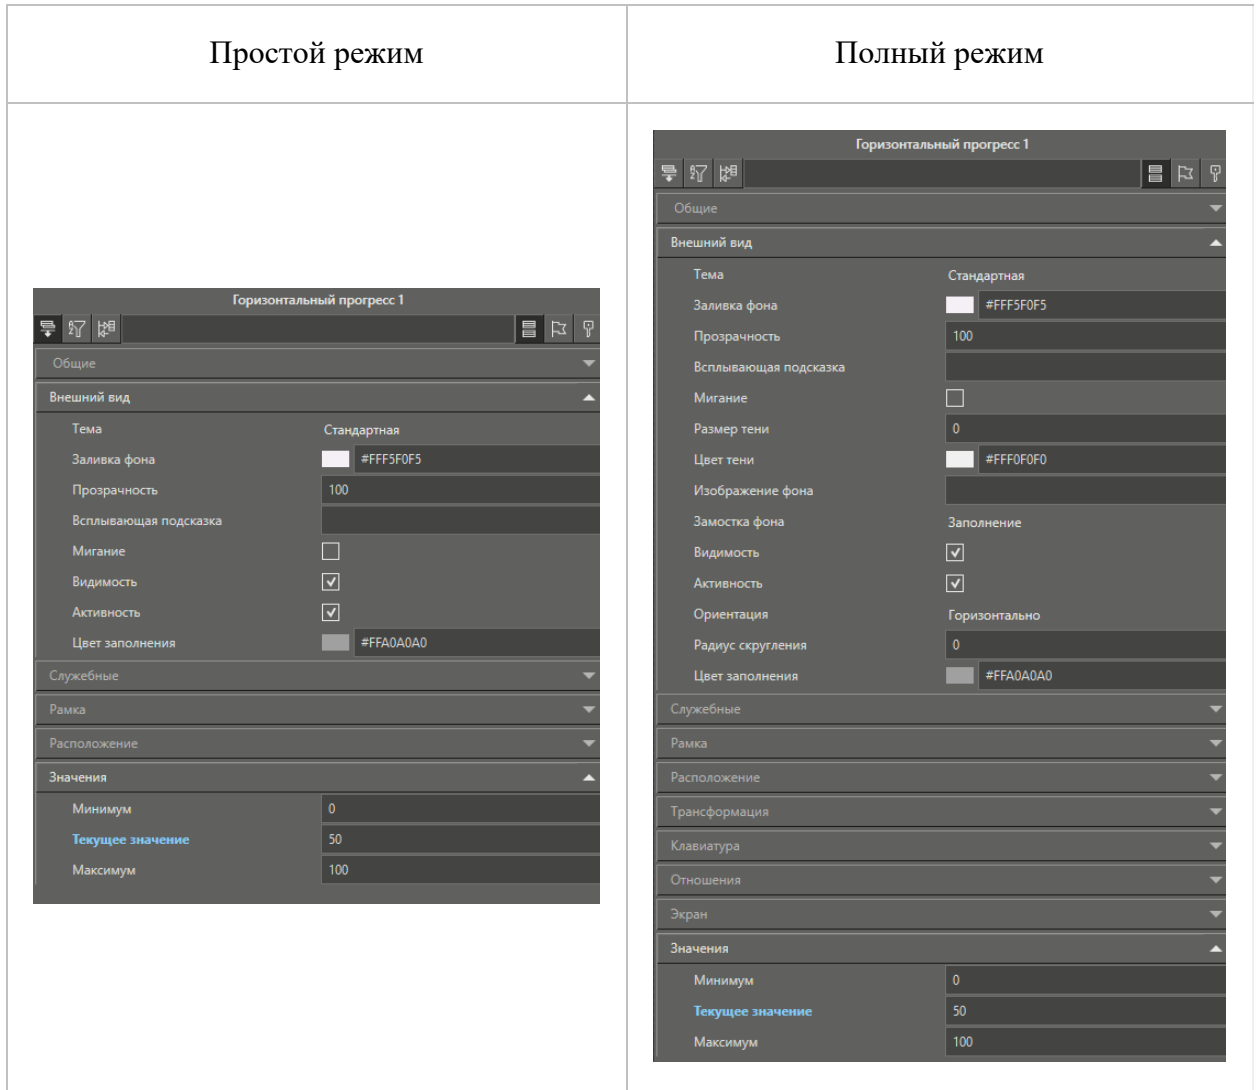 Простой режим
Полный режим
Горизонтальный прогресс 1
Общие
Внешний вид
Тема Стандартная
Заливка фона #FFF5F0F5
Прозрачность 100
Всплывающая подсказка
Мигание
Видимость
Активность
Цвет заполнения #FFA0A0A0
Служебные
Рамка
Расположение
Значения
Минимум 0
Текущее значение 50
Максимум 100
Горизонтальный прогресс 1
Общие
Внешний вид
Тема Стандартная
Заливка фона #FFF5F0F5
Прозрачность 100
Всплывающая подсказка
Мигание
Размер тени 0
Цвет тени #FFF0F0F0
Изображение фона
Замостка фона Заполнение
Видимость
Активность
Ориентация Горизонтально
Радиус скругления 0
Цвет заполнения #FFA0A0A0
Служебные
Рамка
Расположение
Трансформация
Клавиатура
Отношения
Экран
Значения
Минимум 0
Текущее значение 50
Максимум 100